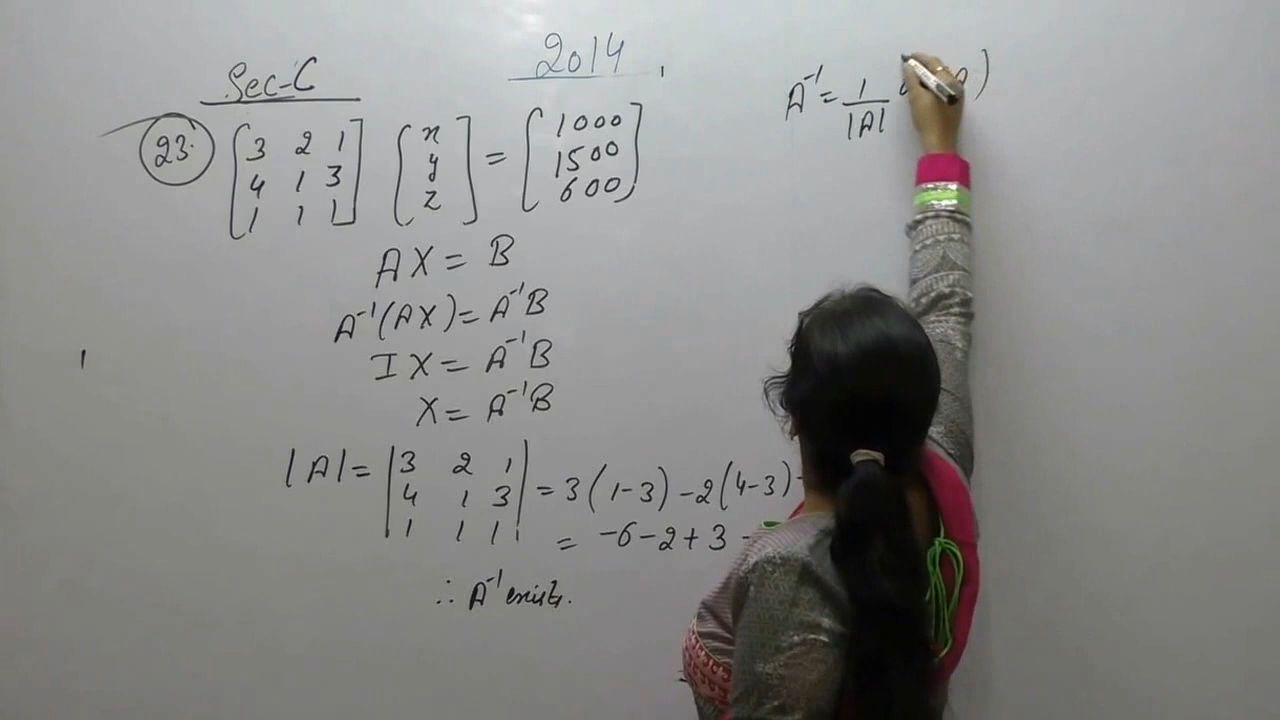 Sec-C
2014
23. [3 2 1 [x = [1000
4 1 3 y 1500
1 1 1] z] 600]
AX = B
A⁻¹(AX) = A⁻¹B
IX = A⁻¹B
X = A⁻¹B
|A| = |3 2 1 = 3(1-3) -2(4-3)
4 1 3
1 1 1| = -6-2+3
∴ A⁻¹ exists.
A⁻¹ = 1/|A|